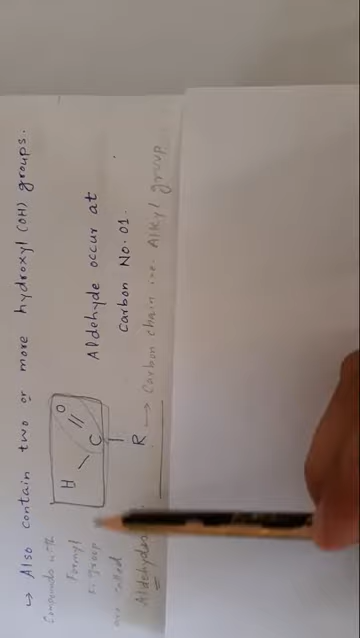 ↳ Also contain two or more hydroxyl (OH) groups.
Compounds with
Formyl
group
are called
Aldehydes
H O
C
R → Carbon chain i.e. Alkyl group
Aldehyde occur at
carbon No. 01.